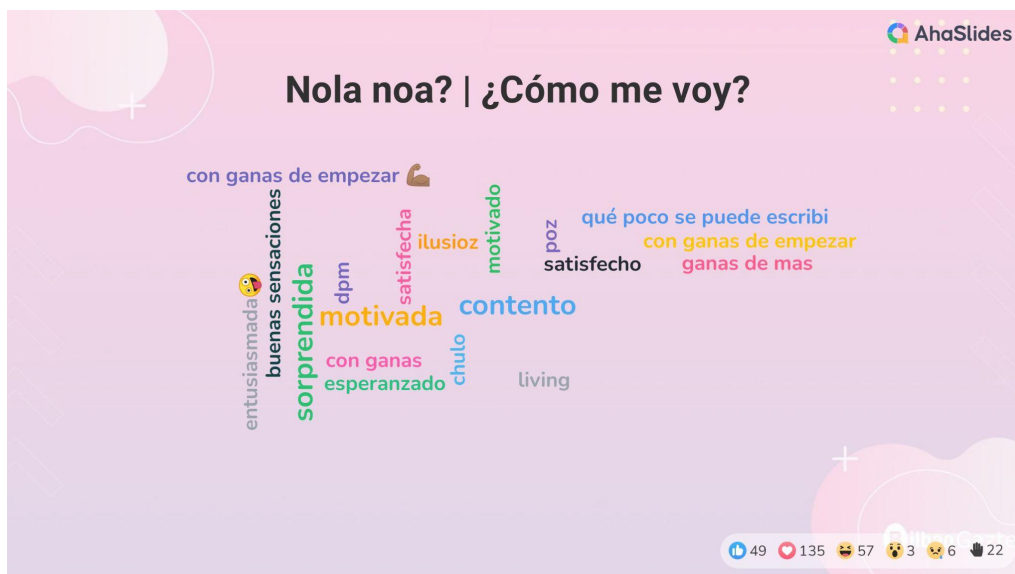 AhaSlides
Nola noa? | ¿Cómo me voy?
con ganas de empezar 💪🏽
buenas sensaciones
satisfecha
ilusioz
motivado
poz
qué poco se puede escribi
con ganas de empezar
satisfecho
ganas de mas
entusiasmada🤪
sorprendida
dpm
motivada
contento
con ganas
esperanzado
chulo
living
49 135 57 3 6 22